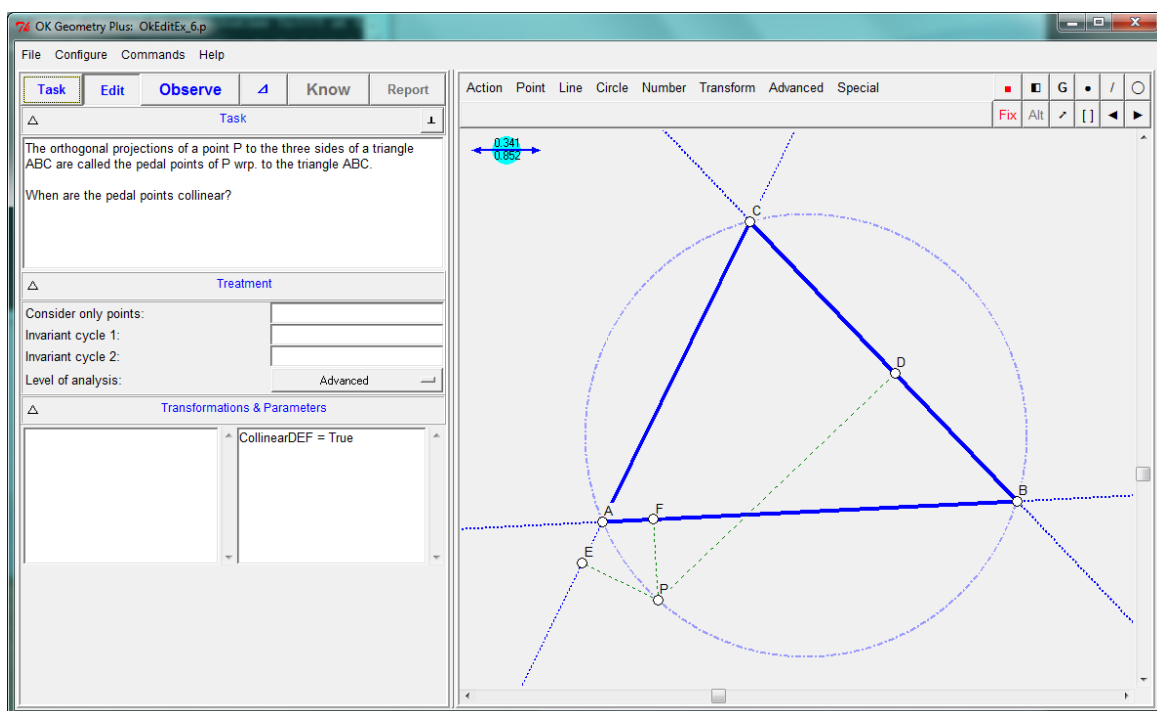 OK Geometry Plus: OkEditEx_6.p
File Configure Commands Help
Task Edit Observe ⊿ Know Report
Action Point Line Circle Number Transform Advanced Special
G
Fix Alt [ ]
Task
The orthogonal projections of a point P to the three sides of a triangle
ABC are called the pedal points of P wrp. to the triangle ABC.
When are the pedal points collinear?
Treatment
Consider only points:
Invariant cycle 1:
Invariant cycle 2:
Level of analysis: Advanced
Transformations & Parameters
CollinearDEF = True
0.341
0.852
C
D
B
A
F
E
P